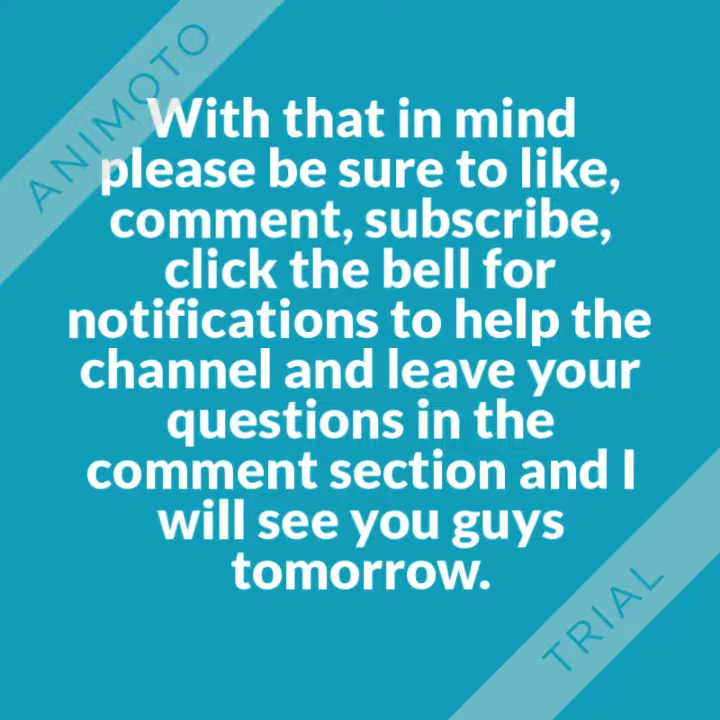 ANIMOTO
With that in mind
please be sure to like,
comment, subscribe,
click the bell for
notifications to help the
channel and leave your
questions in the
comment section and I
will see you guys
tomorrow.
TRIAL